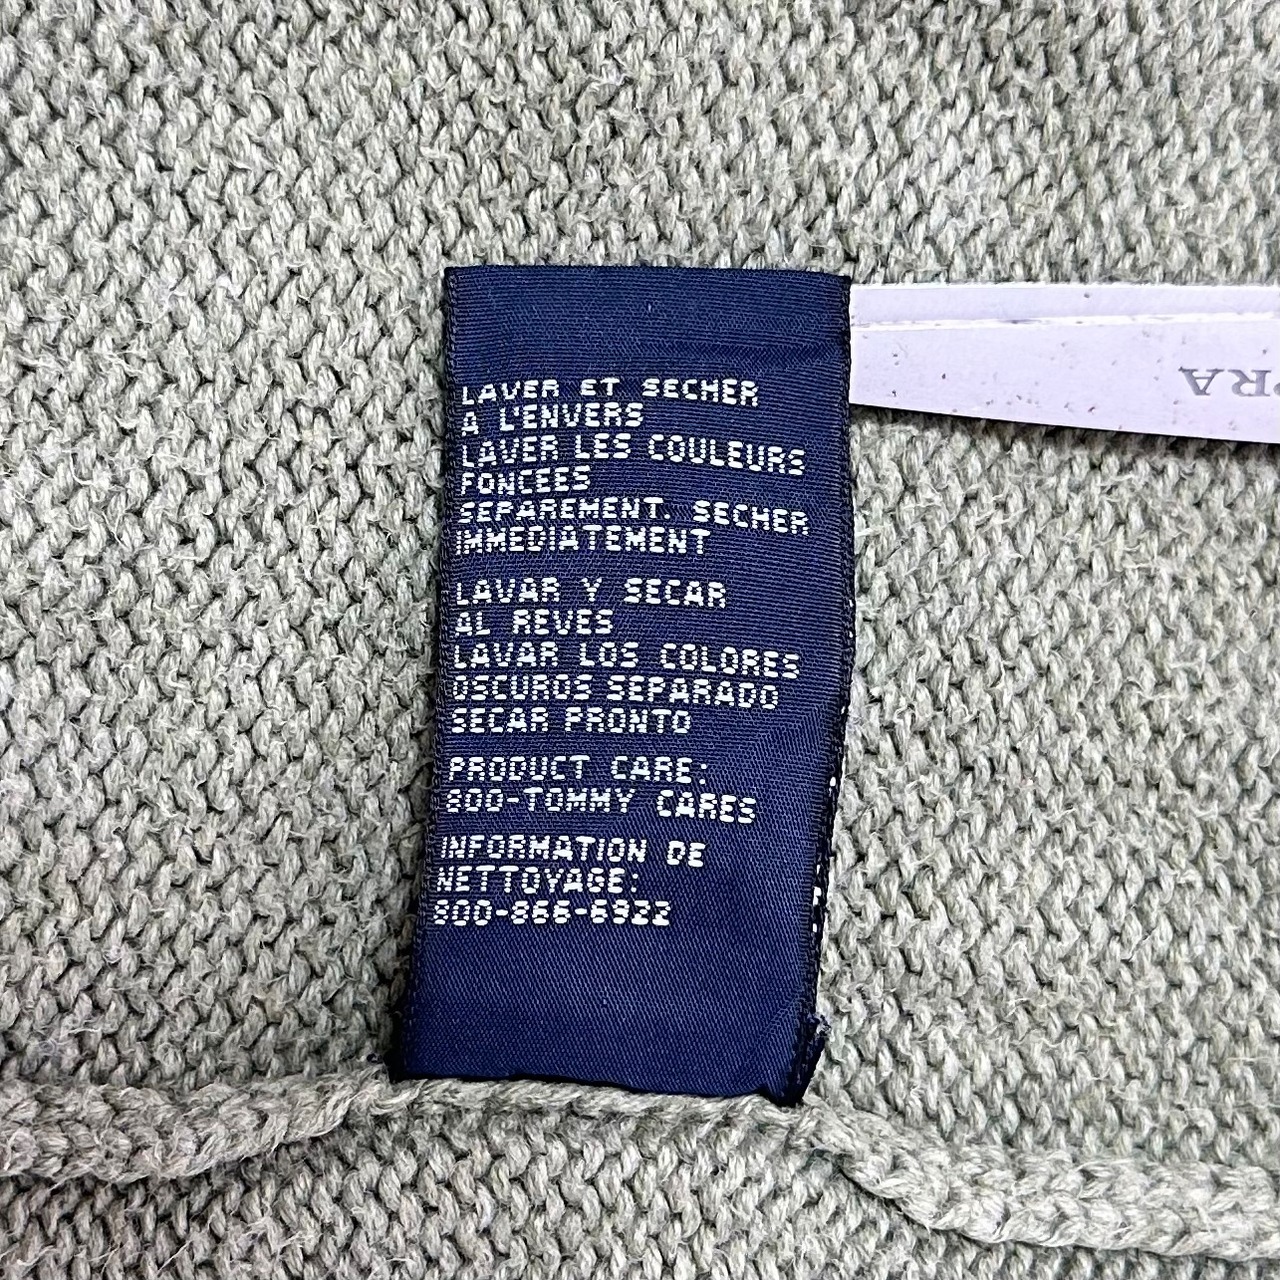 LAVER ET SECHER
A L'ENVERS
LAVER LES COULEURS
FONCEES
SEPAREMENT. SECHER
IMMEDIATEMENT
LAVAR Y SECAR
AL REVES
LAVAR LOS COLORES
OSCUROS SEPARADO
SECAR PRONTO
PRODUCT CARE:
800-TOMMY CARES
INFORMATION DE
NETTOYAGE:
800-866-6922